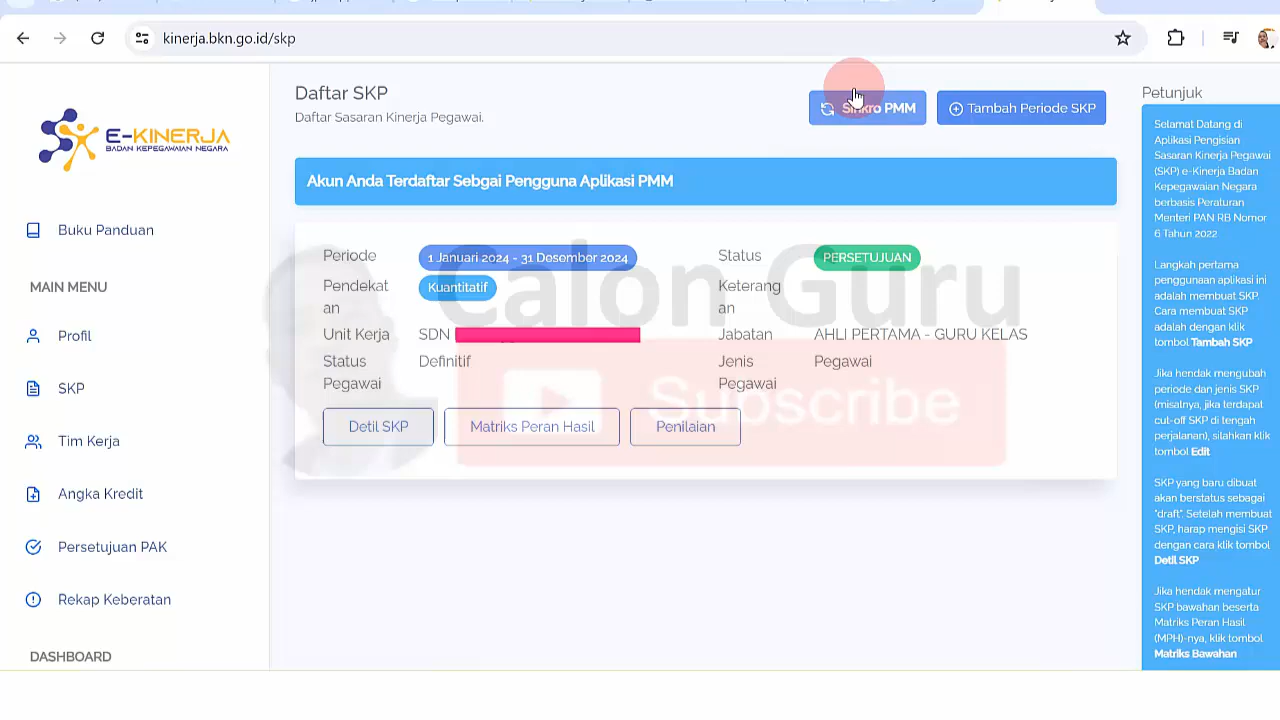 kinerja.bkn.go.id/skp
E-KINERJA
BADAN KEPEGAWAIAN NEGARA
Buku Panduan
MAIN MENU
Profil
SKP
Tim Kerja
Angka Kredit
Persetujuan PAK
Rekap Keberatan
DASHBOARD
Daftar SKP
Daftar Sasaran Kinerja Pegawai.
Sinkro PMM
Tambah Periode SKP
Akun Anda Terdaftar Sebgai Pengguna Aplikasi PMM
Periode
1 Januari 2024 - 31 Desember 2024
Status
PERSETUJUAN
Pendekat
an
Kuantitatif
Keterang
an
Unit Kerja
SDN
Jabatan
AHLI PERTAMA - GURU KELAS
Status
Pegawai
Definitif
Jenis
Pegawai
Pegawai
Detil SKP
Matriks Peran Hasil
Penilaian
Calon Guru
Subscribe
Petunjuk
Selamat Datang di
Aplikasi Pengisian
Sasaran Kinerja Pegawai
(SKP) e-Kinerja Badan
Kepegawaian Negara
berbasis Peraturan
Menteri PAN RB Nomor
6 Tahun 2022
Langkah pertama
penggunaan aplikasi ini
adalah membuat SKP.
Cara membuat SKP
adalah dengan klik
tombol Tambah SKP
Jika hendak mengubah
periode dan jenis SKP
(misalnya, jika terdapat
cut-off SKP di tengah
perjalanan), silahkan klik
tombol Edit
SKP yang baru dibuat
akan berstatus sebagai
"draft". Setelah membuat
SKP, harap mengisi SKP
dengan cara klik tombol
Detil SKP
Jika hendak mengatur
SKP bawahan beserta
Matriks Peran Hasil
(MPH)-nya, klik tombol
Matriks Bawahan